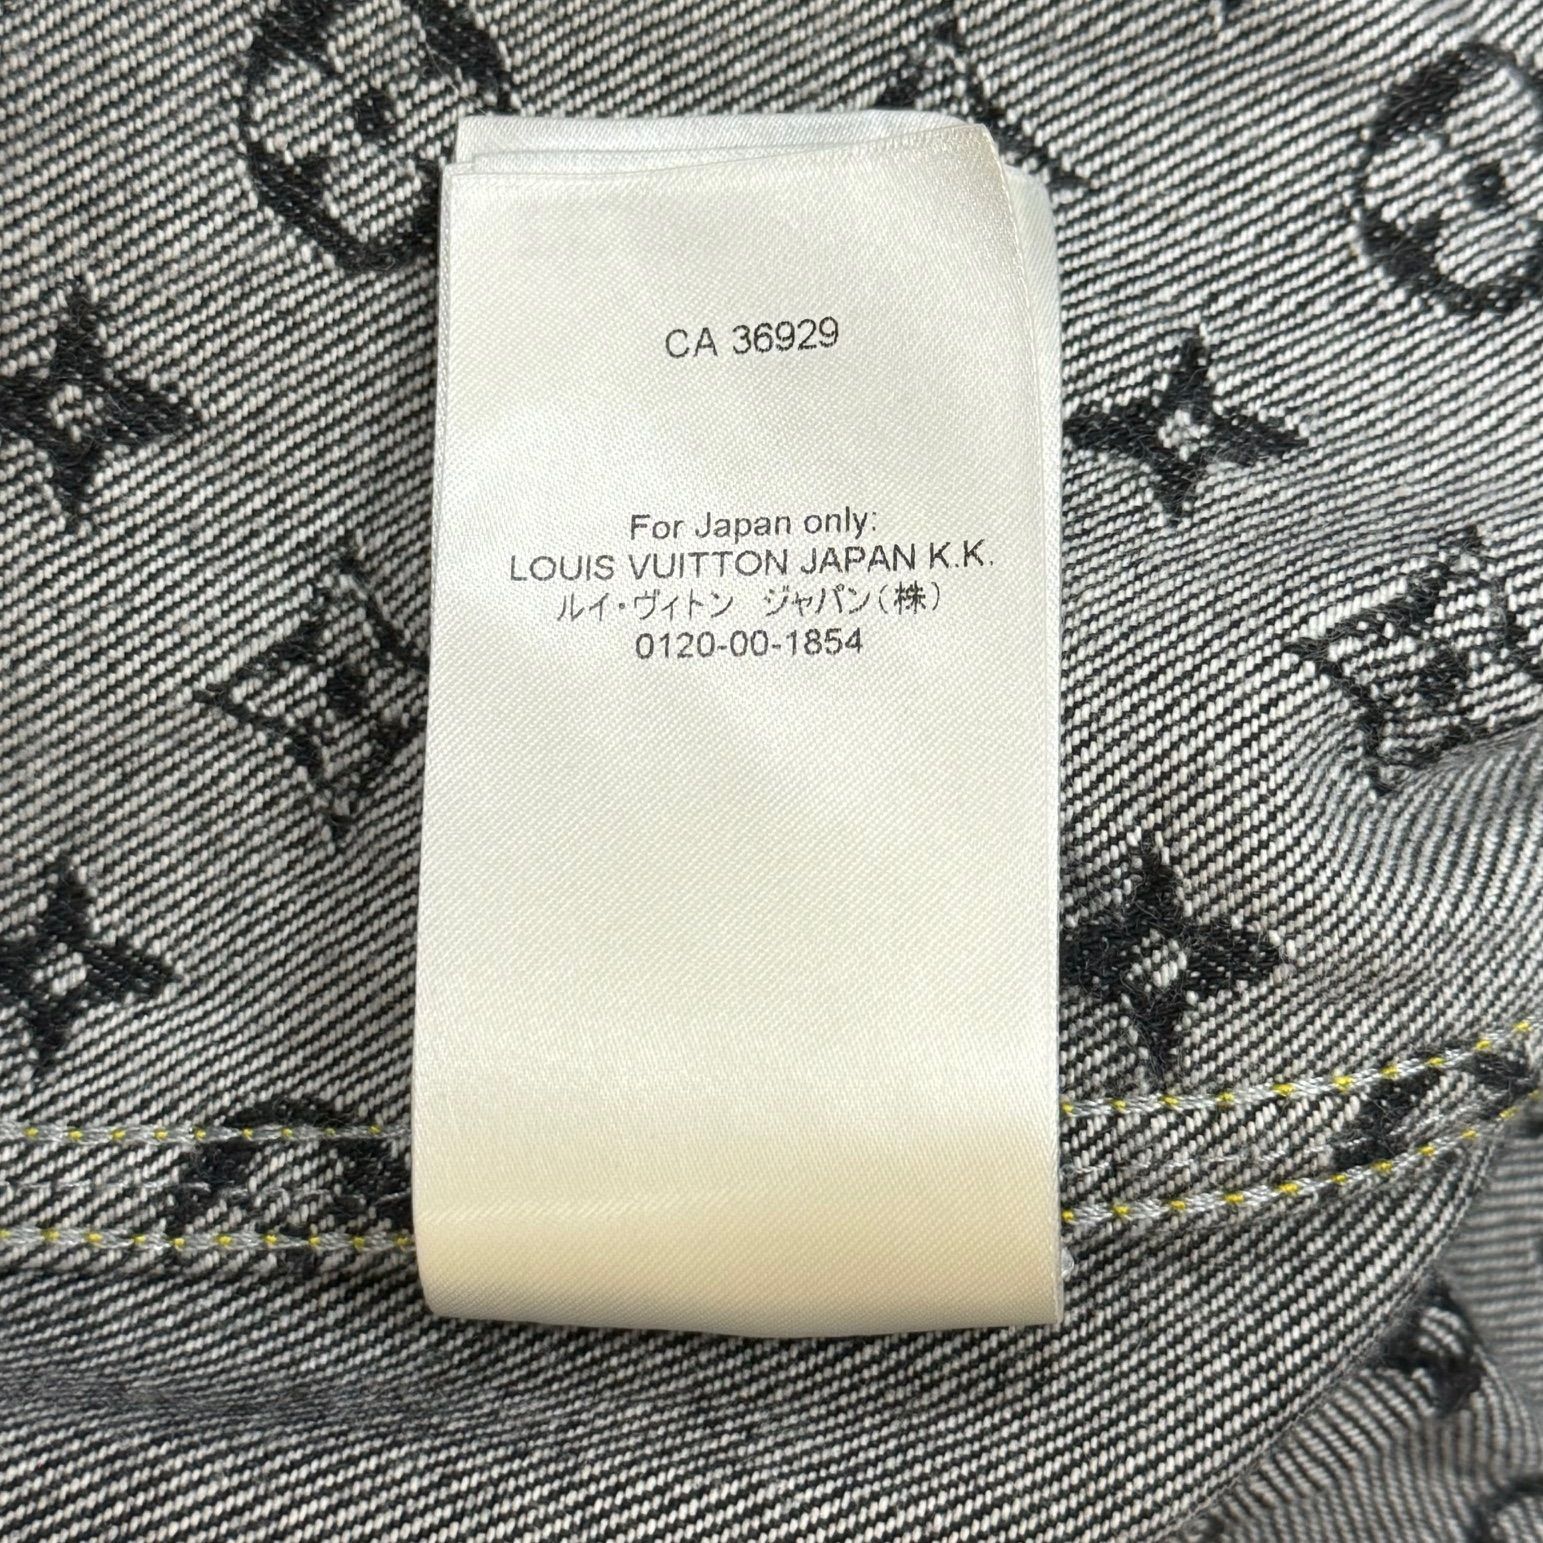 CA 36929
For Japan only:
LOUIS VUITTON JAPAN K.K.
ルイ・ヴィトン ジャパン(株)
0120-00-1854